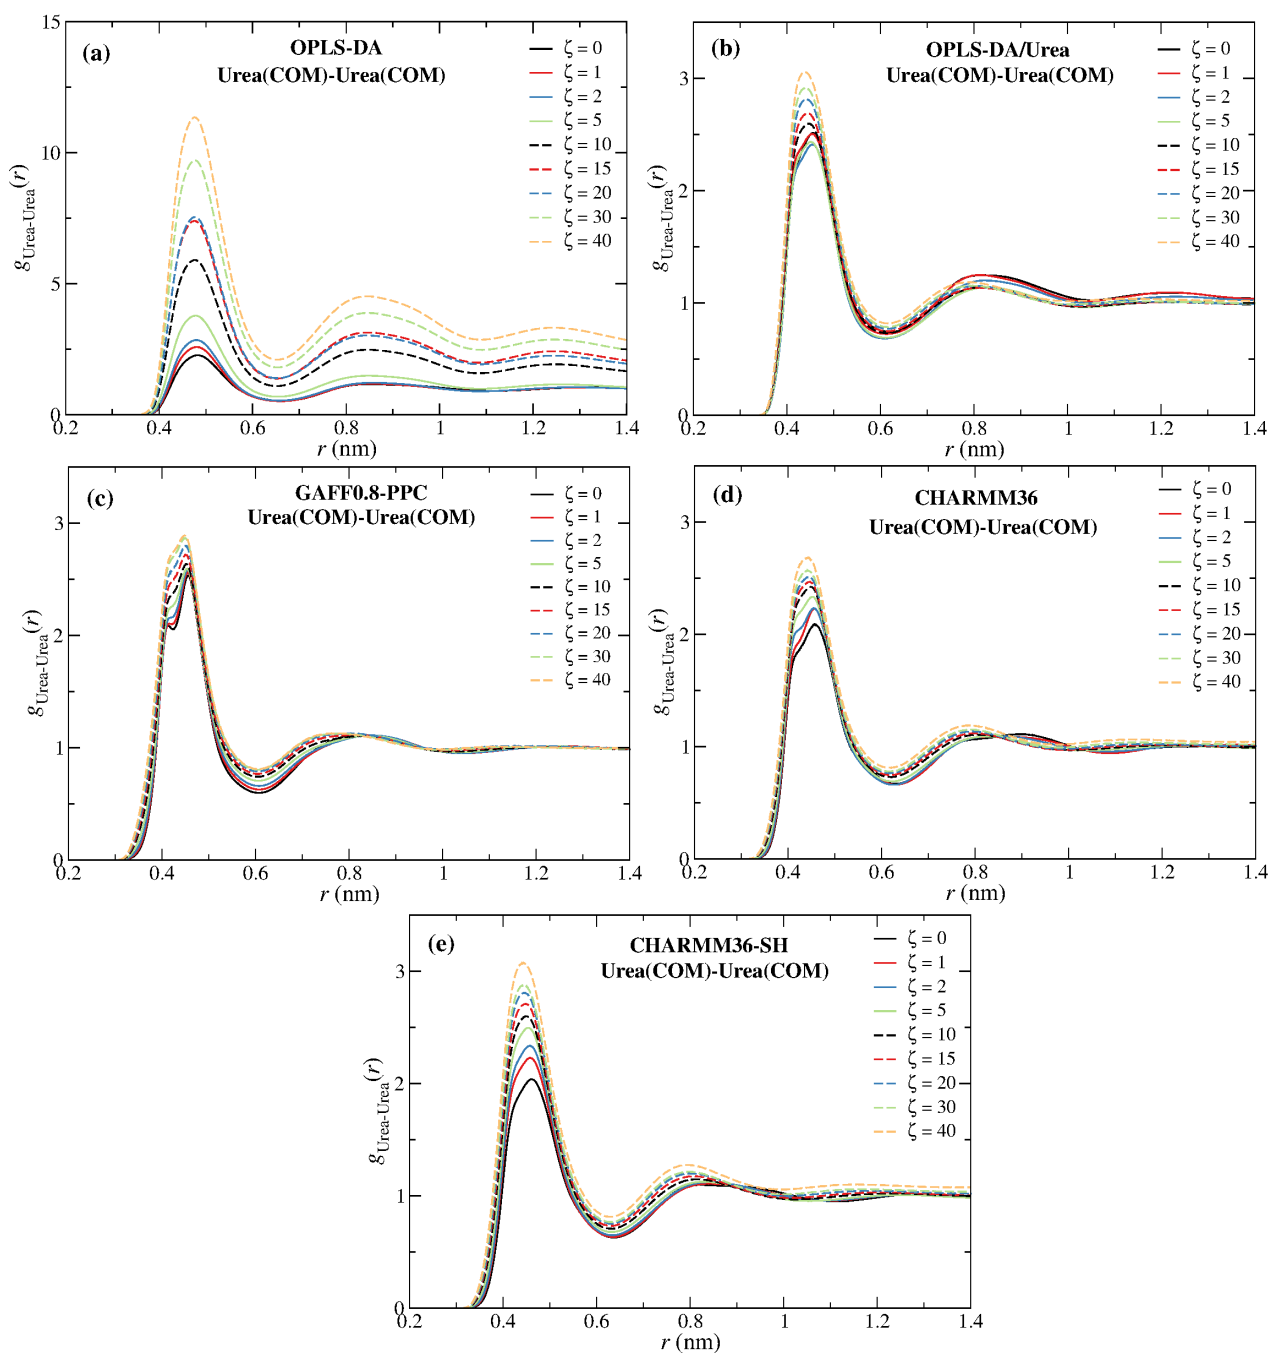 (a)
OPLS-DA
Urea(COM)-Urea(COM)
ζ = 0
ζ = 1
ζ = 2
ζ = 5
ζ = 10
ζ = 15
ζ = 20
ζ = 30
ζ = 40
15
10
5
0
g Urea-Urea(r)
0.2 0.4 0.6 0.8 1 1.2 1.4
r (nm)
(b)
OPLS-DA/Urea
Urea(COM)-Urea(COM)
ζ = 0
ζ = 1
ζ = 2
ζ = 5
ζ = 10
ζ = 15
ζ = 20
ζ = 30
ζ = 40
3
2
1
0
g Urea-Urea(r)
0.2 0.4 0.6 0.8 1 1.2 1.4
r (nm)
(c)
GAFF0.8-PPC
Urea(COM)-Urea(COM)
ζ = 0
ζ = 1
ζ = 2
ζ = 5
ζ = 10
ζ = 15
ζ = 20
ζ = 30
ζ = 40
3
2
1
0
g Urea-Urea(r)
0.2 0.4 0.6 0.8 1 1.2 1.4
r (nm)
(d)
CHARMM36
Urea(COM)-Urea(COM)
ζ = 0
ζ = 1
ζ = 2
ζ = 5
ζ = 10
ζ = 15
ζ = 20
ζ = 30
ζ = 40
3
2
1
0
g Urea-Urea(r)
0.2 0.4 0.6 0.8 1 1.2 1.4
r (nm)
(e)
CHARMM36-SH
Urea(COM)-Urea(COM)
ζ = 0
ζ = 1
ζ = 2
ζ = 5
ζ = 10
ζ = 15
ζ = 20
ζ = 30
ζ = 40
3
2
1
0
g Urea-Urea(r)
0.2 0.4 0.6 0.8 1 1.2 1.4
r (nm)